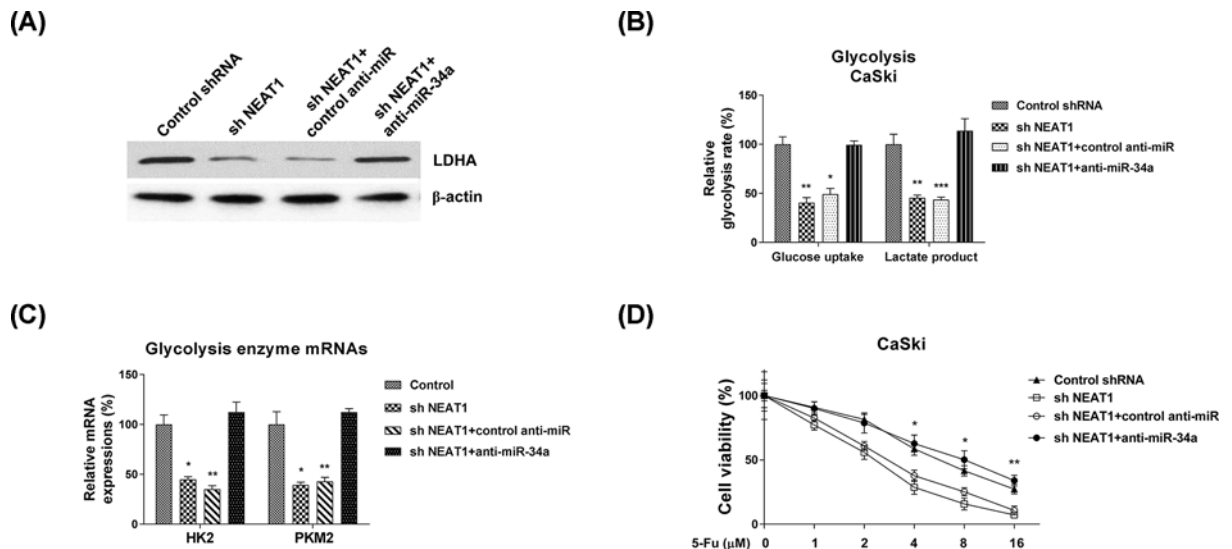 (A)
Control shRNA
sh NEAT1
sh NEAT1+
control anti-miR
sh NEAT1+
anti-miR-34a
LDHA
β-actin
(B)
Glycolysis
CaSki
Relative
glycolysis rate (%)
150
100
50
0
** * ** ***
Glucose uptake Lactate product
Control shRNA
sh NEAT1
sh NEAT1+control anti-miR
sh NEAT1+anti-miR-34a
(C)
Glycolysis enzyme mRNAs
Relative mRNA
expressions (%)
150
100
50
0
* ** * **
HK2 PKM2
Control
sh NEAT1
sh NEAT1+control anti-miR
sh NEAT1+anti-miR-34a
(D)
CaSki
Cell viability (%)
100
75
50
25
0
* * **
5-Fu (μM) 0 1 2 4 8 16
Control shRNA
sh NEAT1
sh NEAT1+control anti-miR
sh NEAT1+anti-miR-34a